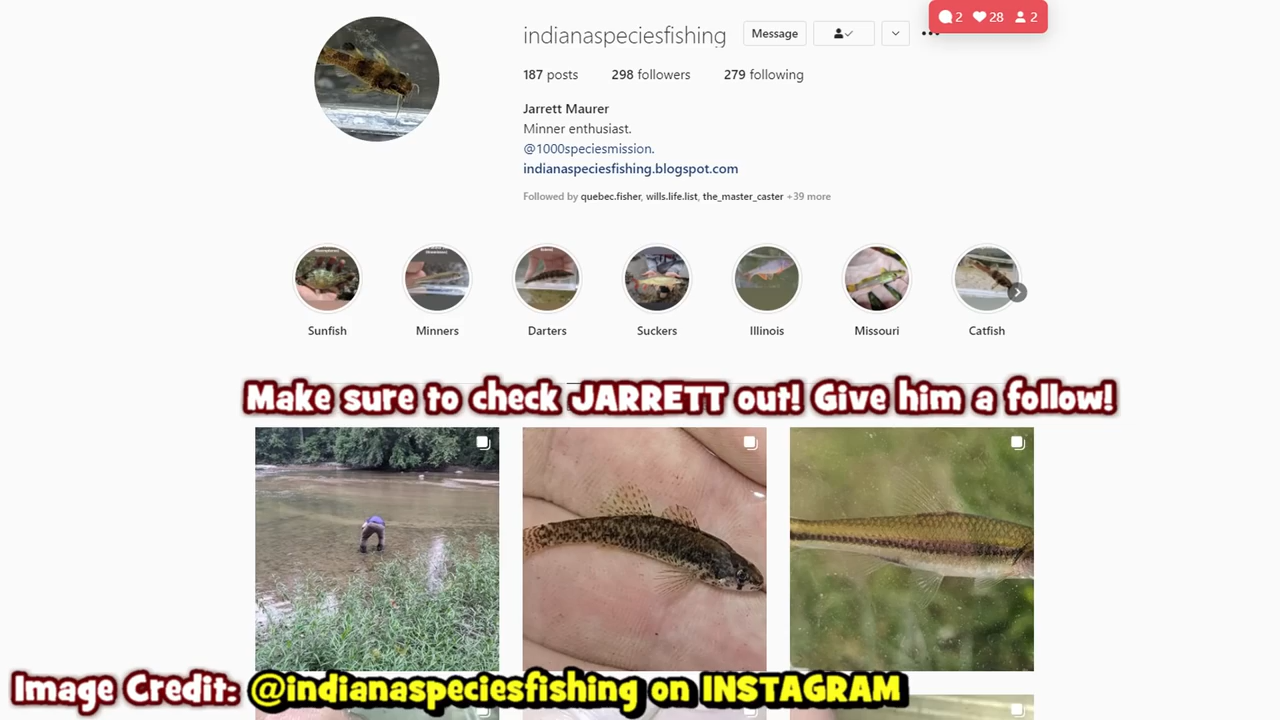 2 28 2
indianaspeciesfishing Message
187 posts 298 followers 279 following
Jarrett Maurer
Minner enthusiast.
@1000speciesmission.
indianaspeciesfishing.blogspot.com
Followed by quebec.fisher, wills.life.list, the_master_caster +39 more
Sunfish Minners Darters Suckers Illinois Missouri Catfish
Make sure to check JARRETT out! Give him a follow!
Image Credit: @indianaspeciesfishing on INSTAGRAM